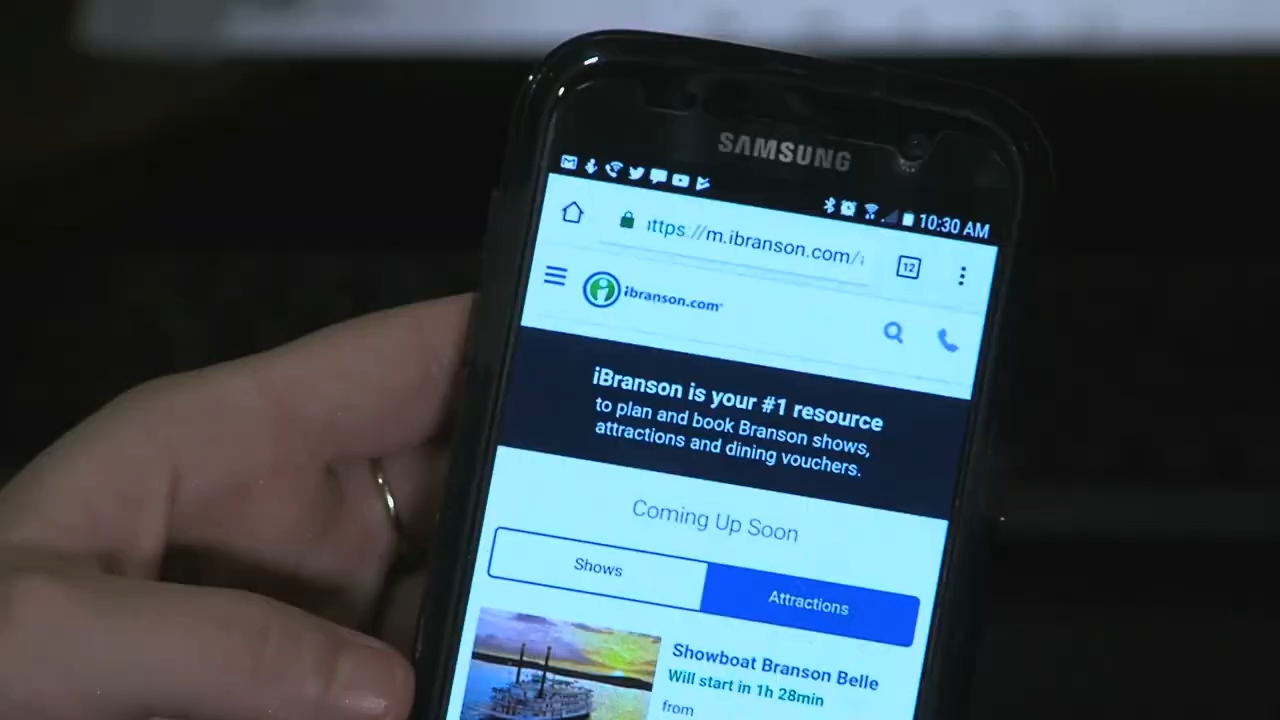 SAMSUNG
10:30 AM
ttps://m.ibranson.com/
12
ibranson.com
iBranson is your #1 resource
to plan and book Branson shows,
attractions and dining vouchers.
Coming Up Soon
Shows
Attractions
Showboat Branson Belle
Will start in 1h 28min
from